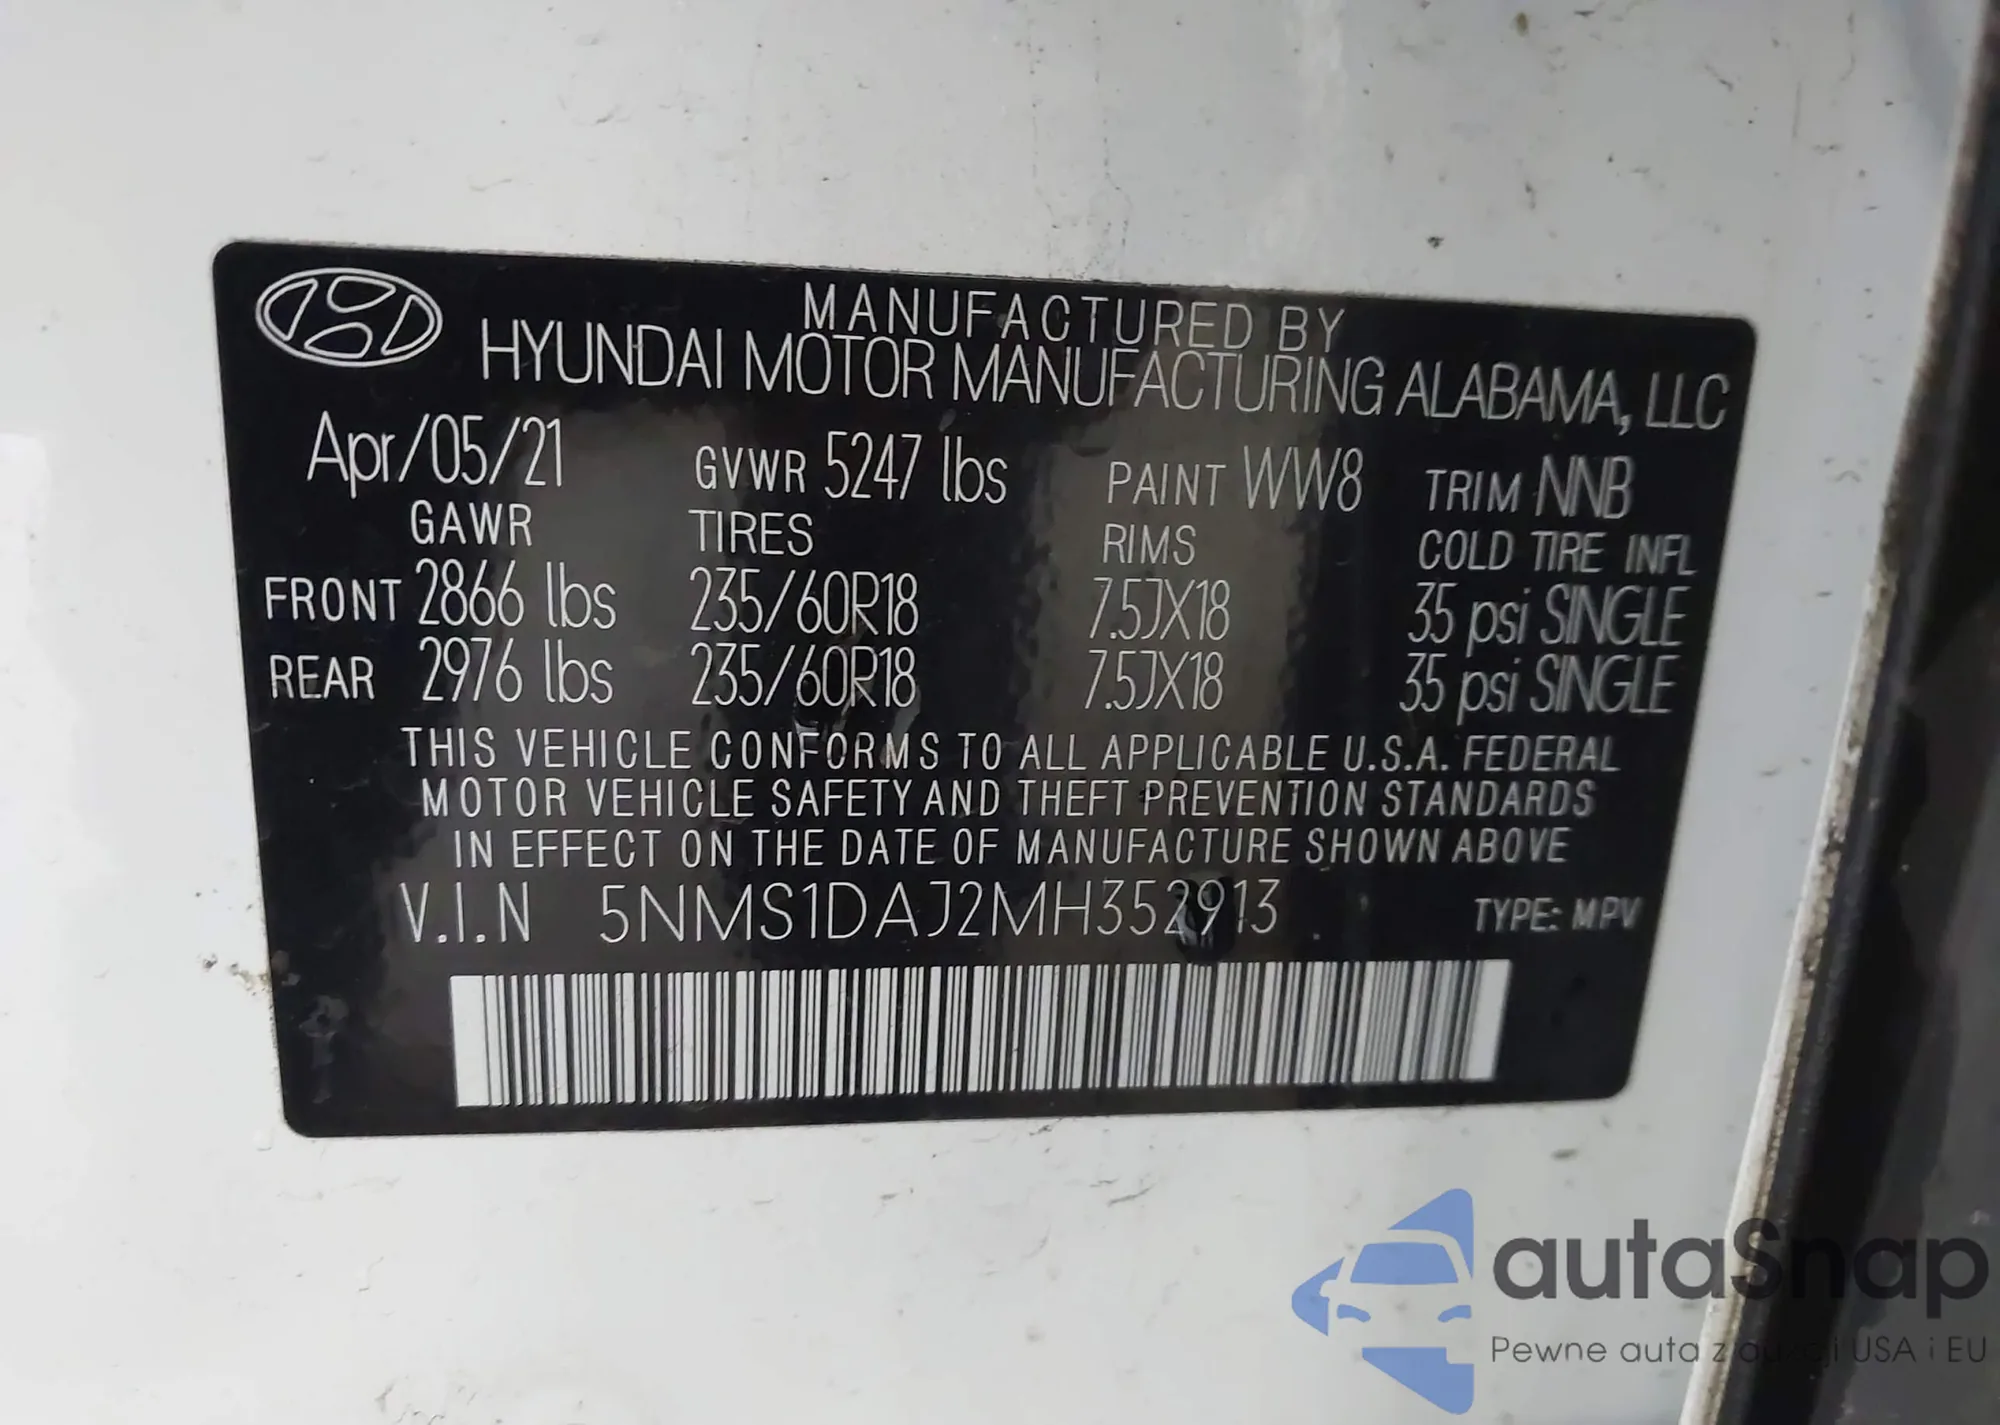 MANUFACTURED BY
HYUNDAI MOTOR MANUFACTURING ALABAMA, LLC
Apr/05/21 GVWR 5247 lbs PAINT WW8 TRIM NNB
GAWR TIRES RIMS COLD TIRE INFL
FRONT 2866 lbs 235/60R18 7.5JX18 35 psi SINGLE
REAR 2976 lbs 235/60R18 7.5JX18 35 psi SINGLE
THIS VEHICLE CONFORMS TO ALL APPLICABLE U.S.A. FEDERAL
MOTOR VEHICLE SAFETY AND THEFT PREVENTION STANDARDS
IN EFFECT ON THE DATE OF MANUFACTURE SHOWN ABOVE
V.I.N 5NMS1DAJ2MH352913 TYPE: MPV
autaSnap
Pewne auta z aukcji USA i EU